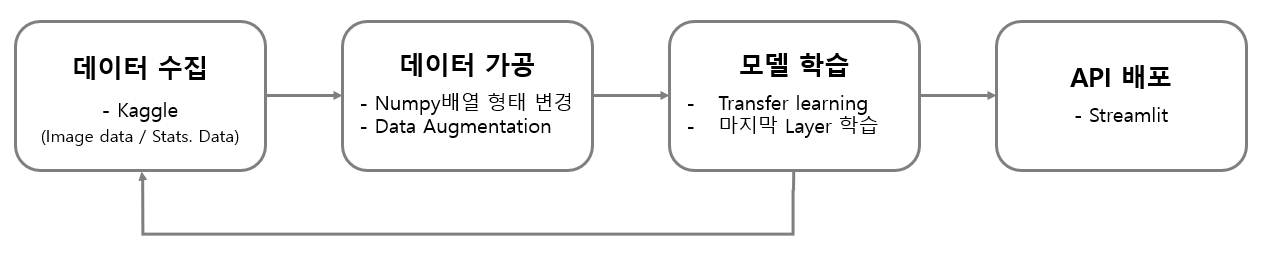 데이터 수집
- Kaggle
(Image data / Stats. Data)
데이터 가공
- Numpy배열 형태 변경
- Data Augmentation
모델 학습
- Transfer learning
- 마지막 Layer 학습
API 배포
- Streamlit